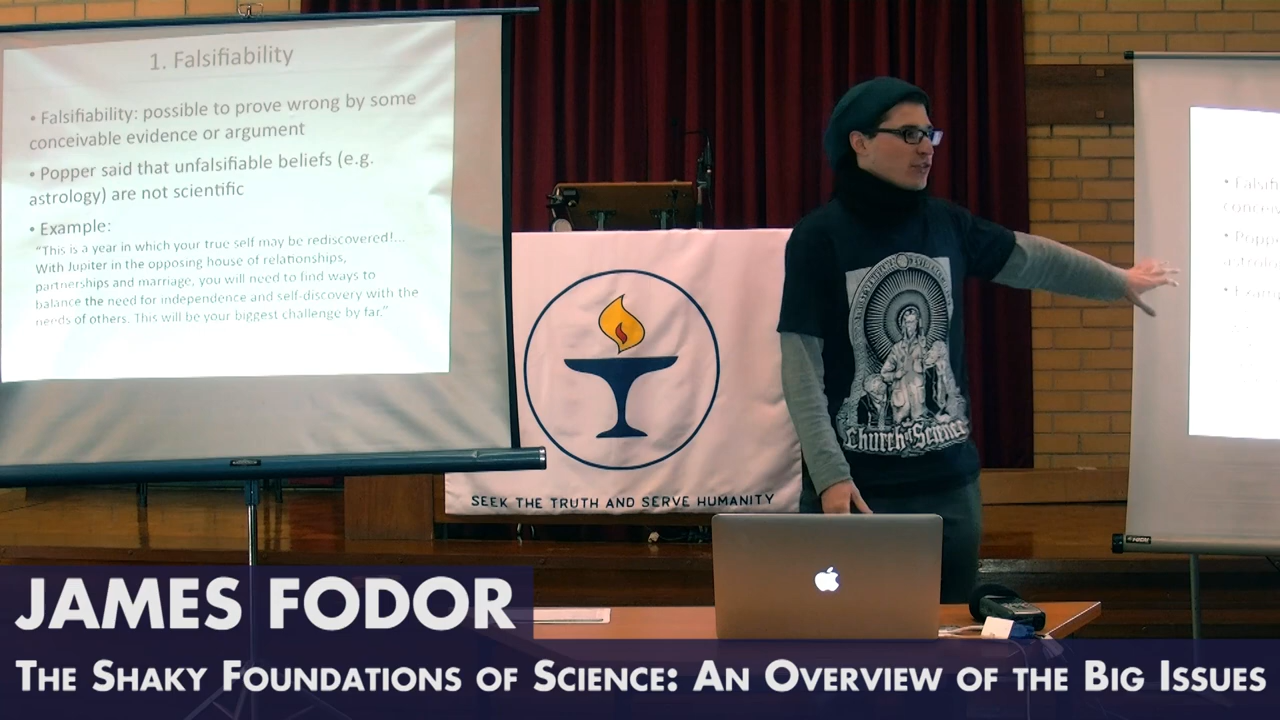 1. Falsifiability
• Falsifiability: possible to prove wrong by some
conceivable evidence or argument
• Popper said that unfalsifiable beliefs (e.g.
astrology) are not scientific
• Example:
"This is a year in which your true self may be rediscovered!...
With Jupiter in the opposing house of relationships,
partnerships and marriage, you will need to find ways to
balance the need for independence and self-discovery with the
needs of others. This will be your biggest challenge by far."
SEEK THE TRUTH AND SERVE HUMANITY
Church of Science
• Falsifi
concei
• Popp
astrolo
• Exam
JAMES FODOR
THE SHAKY FOUNDATIONS OF SCIENCE: AN OVERVIEW OF THE BIG ISSUES